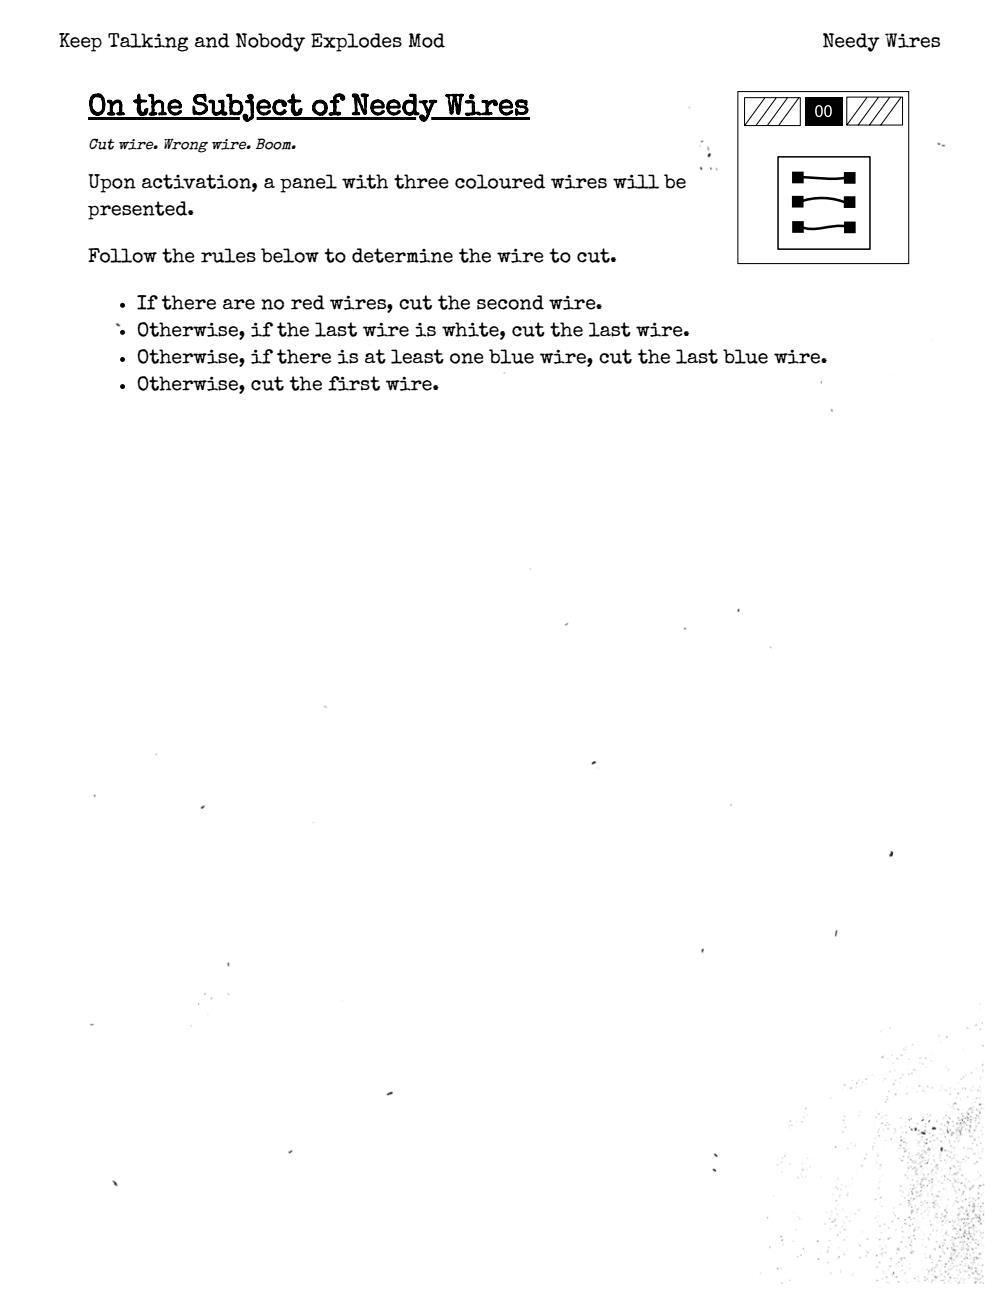 Keep Talking and Nobody Explodes Mod
Needy Wires
On the Subject of Needy Wires
Cut wire. Wrong wire. Boom.
00
Upon activation, a panel with three coloured wires will be
presented.
Follow the rules below to determine the wire to cut.
• If there are no red wires, cut the second wire.
• Otherwise, if the last wire is white, cut the last wire.
• Otherwise, if there is at least one blue wire, cut the last blue wire.
• Otherwise, cut the first wire.